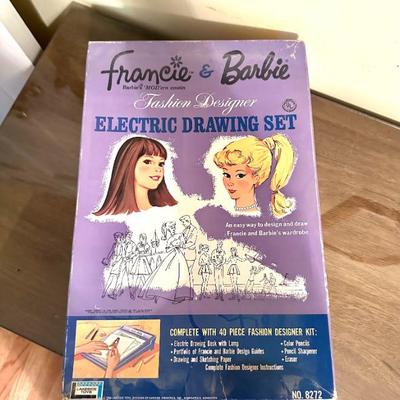 Francie & Barbie
Barbie's 'MOD'ern cousin
Fashion Designer
UL
ELECTRIC DRAWING SET
An easy way to design and draw
Francie and Barbie's wardrobe
COMPLETE WITH 40 PIECE FASHION DESIGNER KIT:
• Electric Drawing Desk with Lamp
• Portfolio of Francie and Barbie Design Guides
• Drawing and Sketching Paper
• Color Pencils
• Pencil Sharpener
• Eraser
Complete Fashion Designers Instructions
LAKESIDE TOYS
NO. 8272